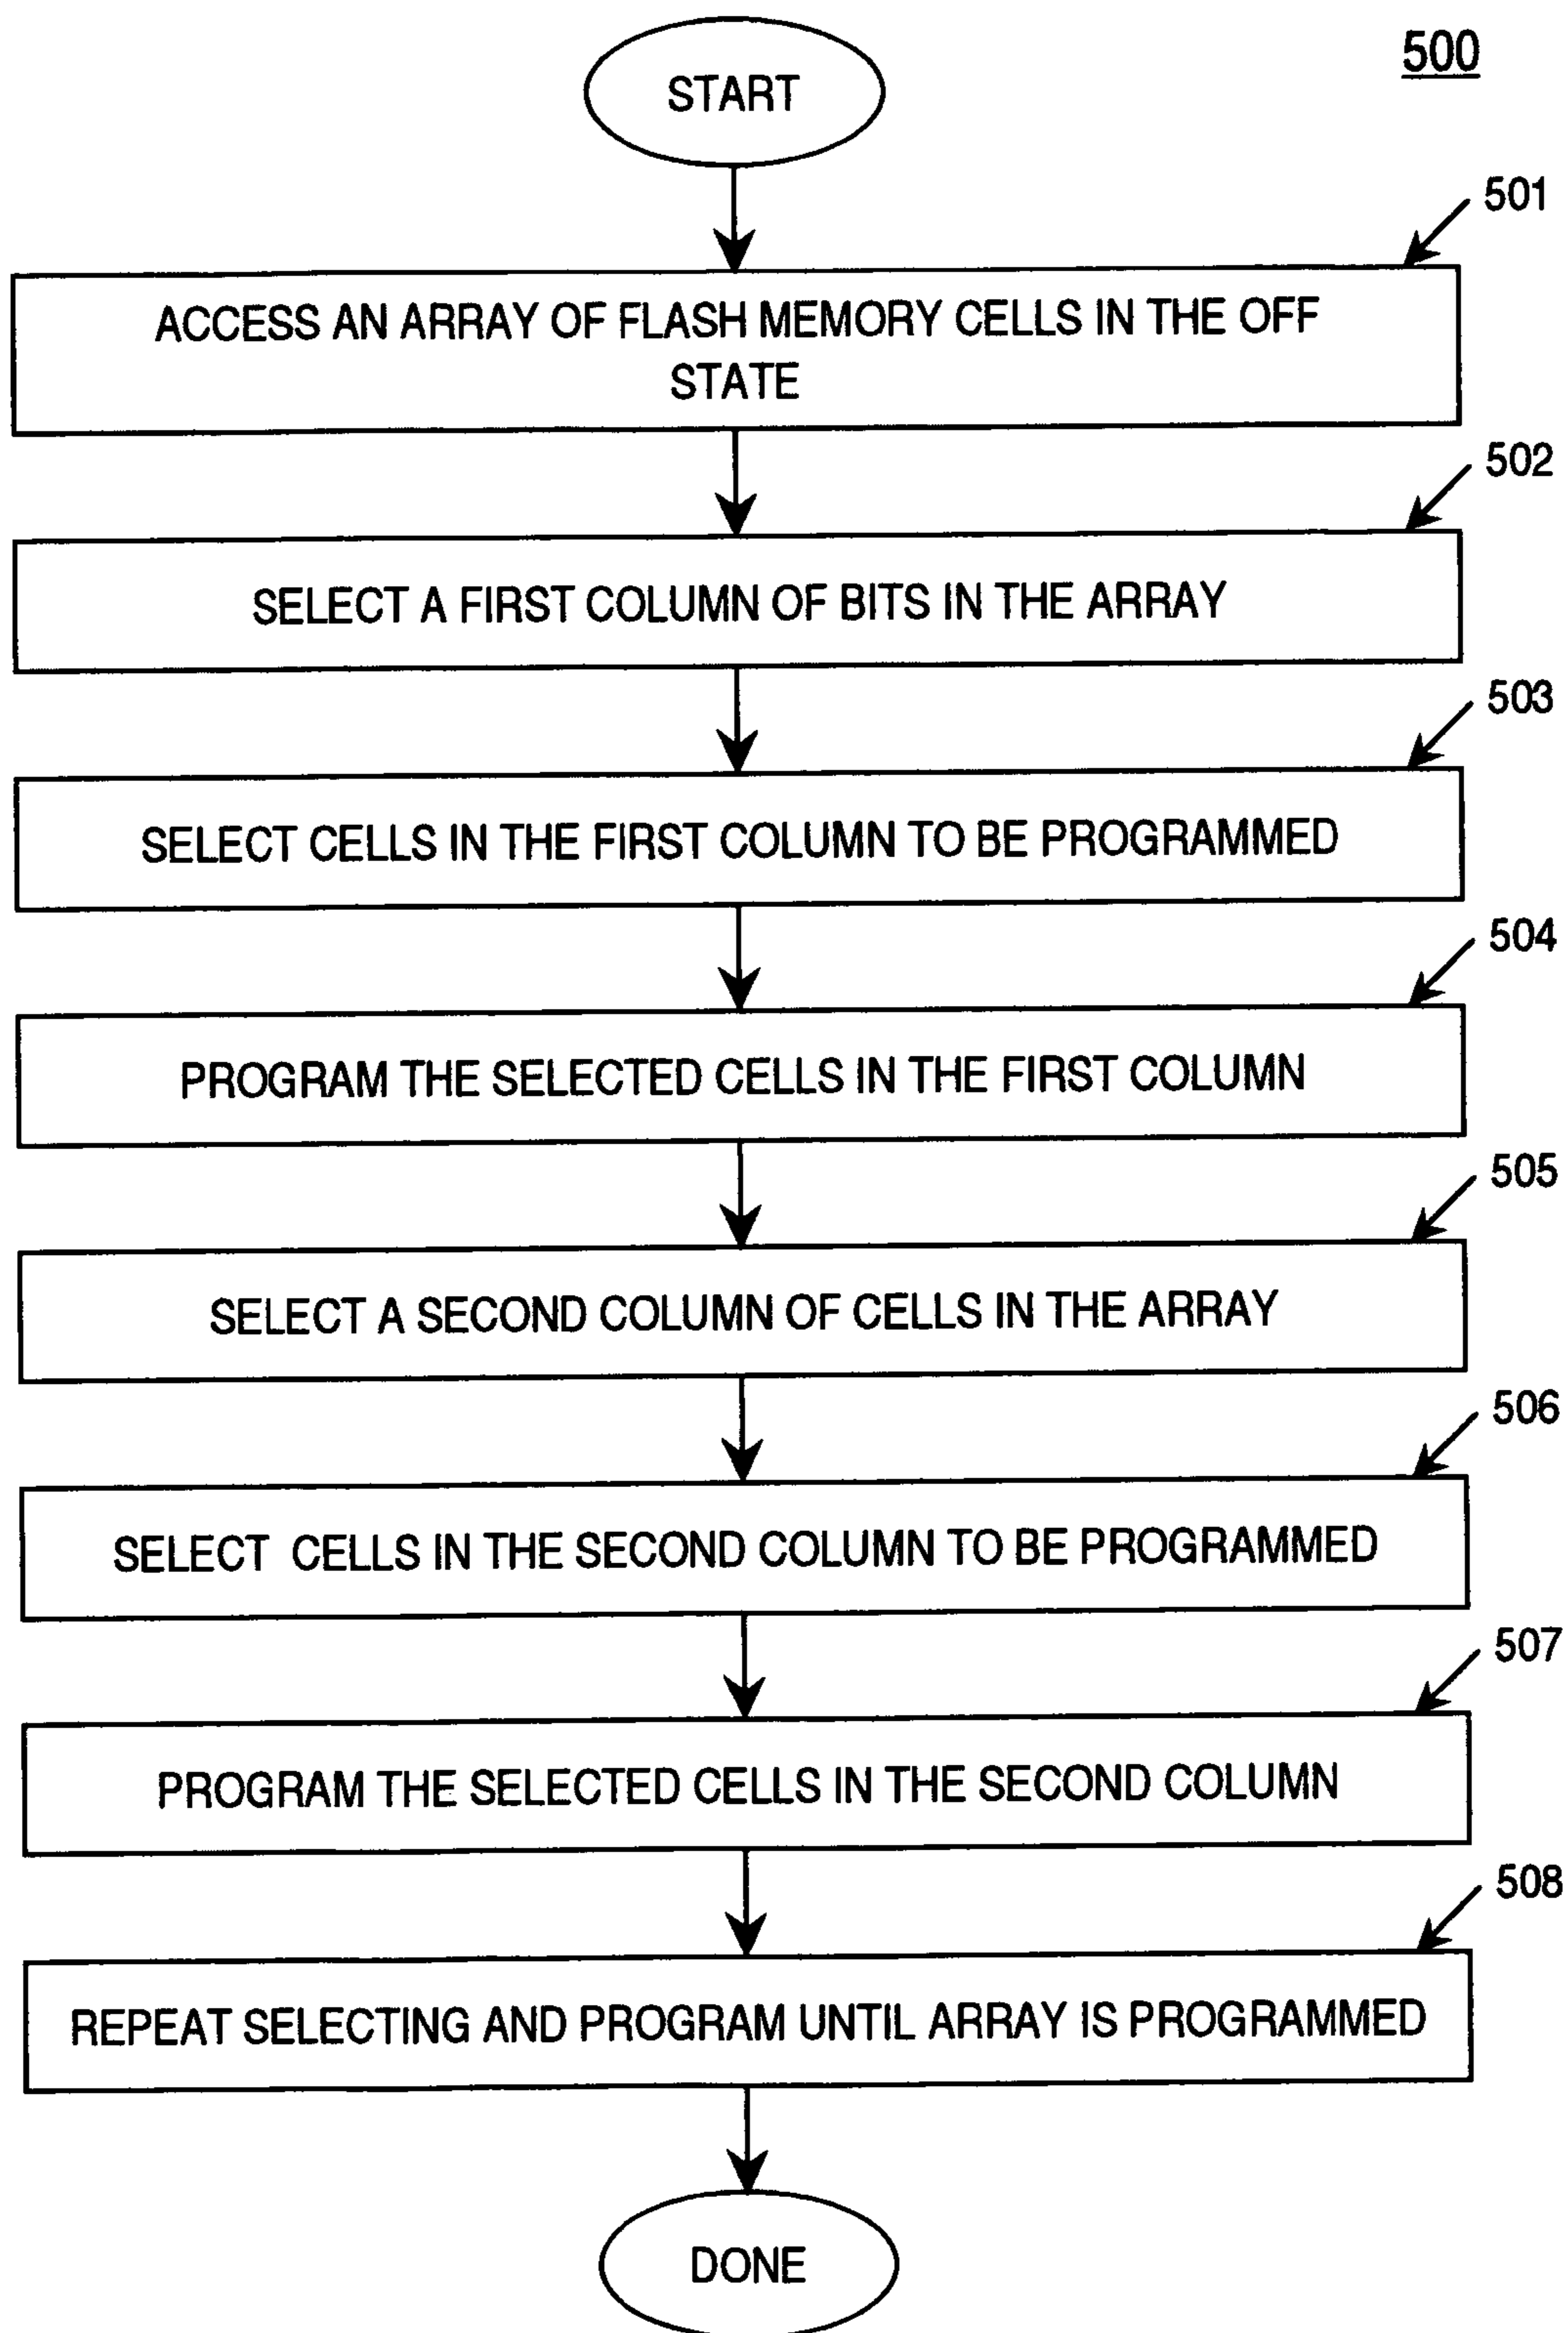 500
START
501
ACCESS AN ARRAY OF FLASH MEMORY CELLS IN THE OFF
STATE
502
SELECT A FIRST COLUMN OF BITS IN THE ARRAY
503
SELECT CELLS IN THE FIRST COLUMN TO BE PROGRAMMED
504
PROGRAM THE SELECTED CELLS IN THE FIRST COLUMN
505
SELECT A SECOND COLUMN OF CELLS IN THE ARRAY
506
SELECT CELLS IN THE SECOND COLUMN TO BE PROGRAMMED
507
PROGRAM THE SELECTED CELLS IN THE SECOND COLUMN
508
REPEAT SELECTING AND PROGRAM UNTIL ARRAY IS PROGRAMMED
DONE